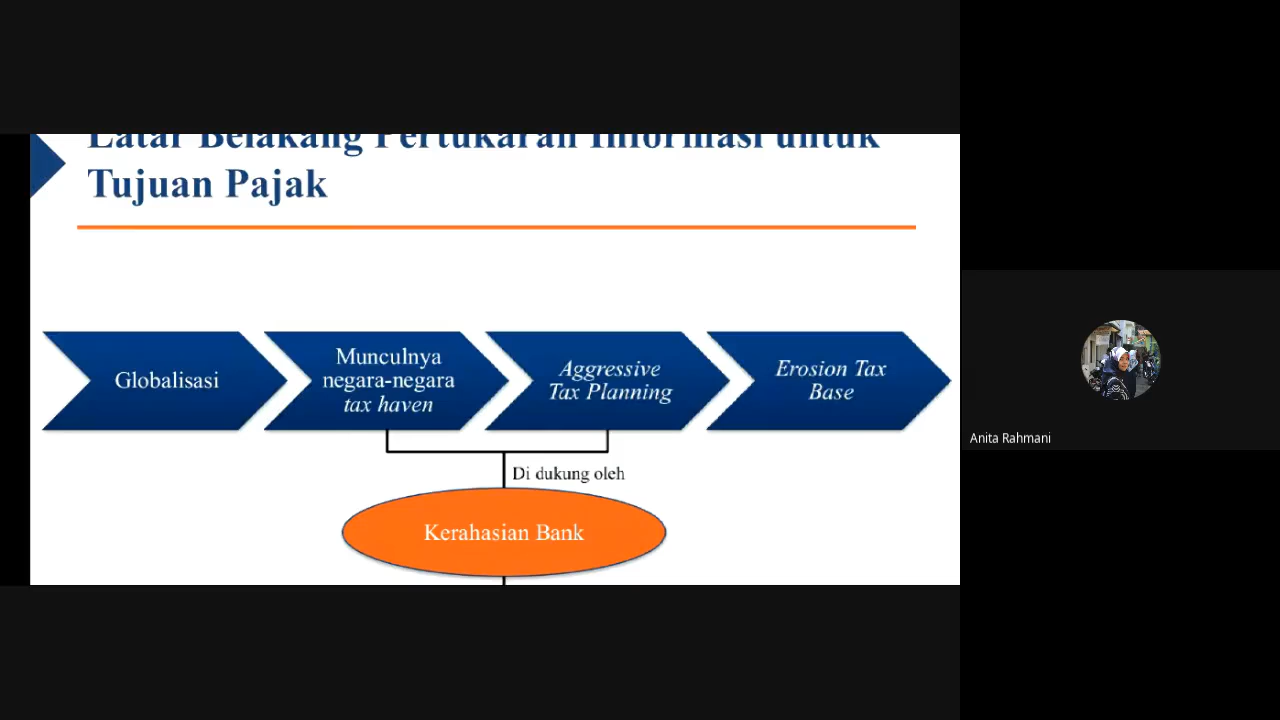 Latar Belakang Pertukaran Informasi untuk
Tujuan Pajak
Globalisasi
Munculnya
negara-negara
tax haven
Aggressive
Tax Planning
Erosion Tax
Base
Di dukung oleh
Kerahasian Bank
Anita Rahmani